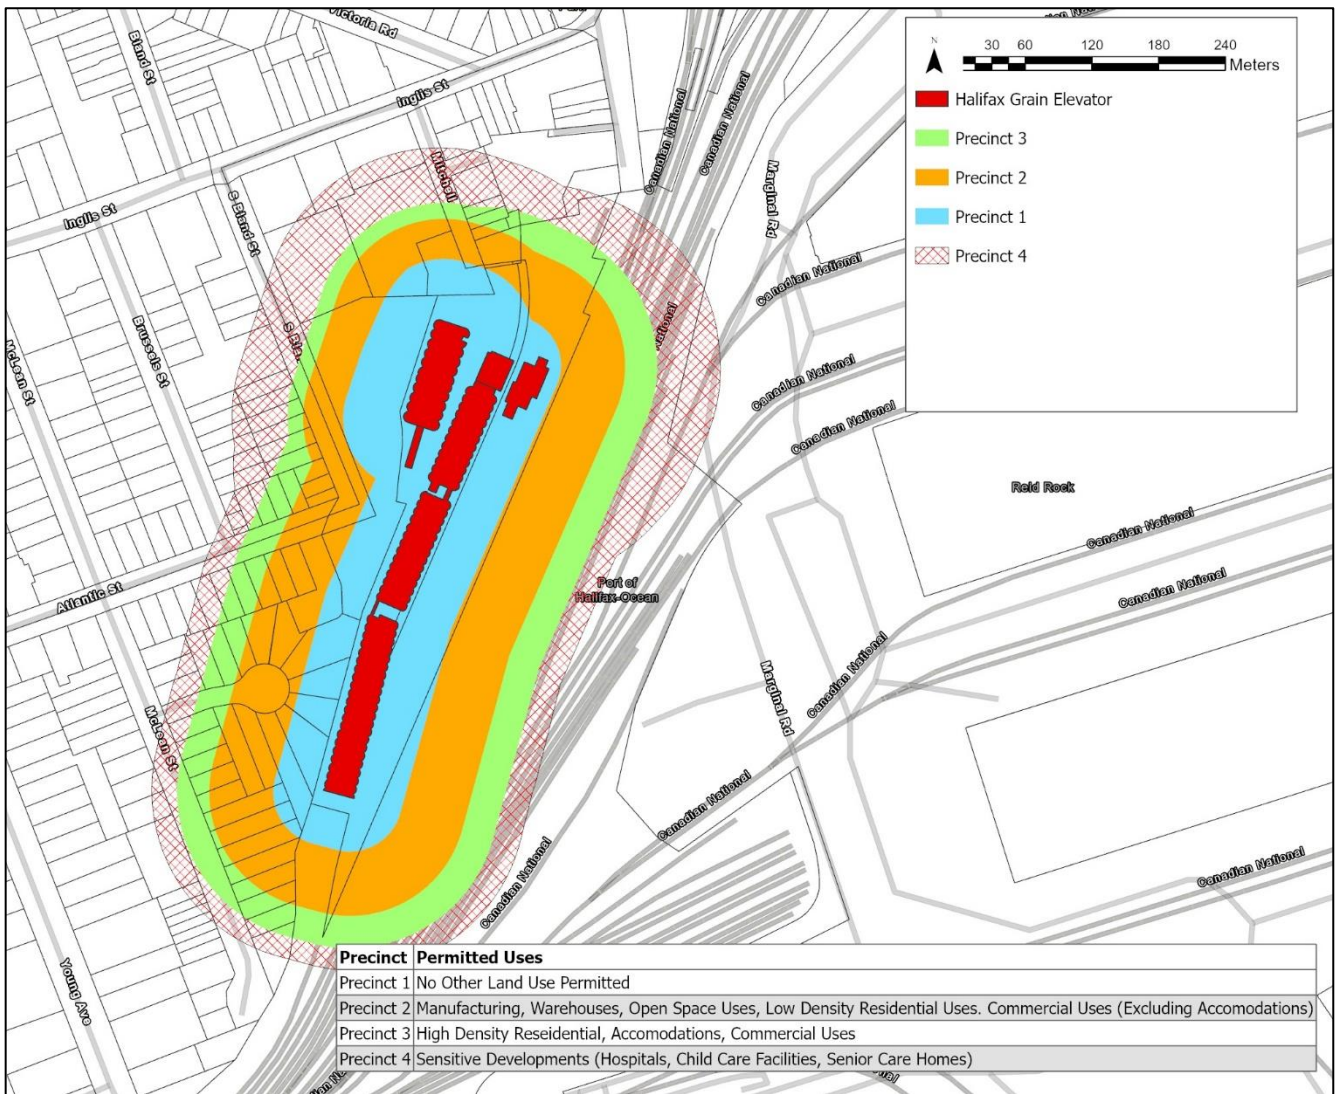 Victoria Rd
Bland St
Inglis St
Canadian National
Canadian National
Marginal Rd
Mitchell
Inglis St
S Bland St
Canadian National
National
Brussels St
McLean St
S Bla
Canadian National
Canadian National
Reid Rock
Canadian National
Canadian National
Atlantic St
Port of
Halifax-Ocean
Canadian National
Marginal Rd
McLean St
Canadian National
Canadian National
Canadian National
Young Ave
N
30 60 120 180 240
Meters
Halifax Grain Elevator
Precinct 3
Precinct 2
Precinct 1
Precinct 4
Precinct Permitted Uses
Precinct 1 No Other Land Use Permitted
Precinct 2 Manufacturing, Warehouses, Open Space Uses, Low Density Residential Uses. Commercial Uses (Excluding Accomodations)
Precinct 3 High Density Reseidential, Accomodations, Commercial Uses
Precinct 4 Sensitive Developments (Hospitals, Child Care Facilities, Senior Care Homes)